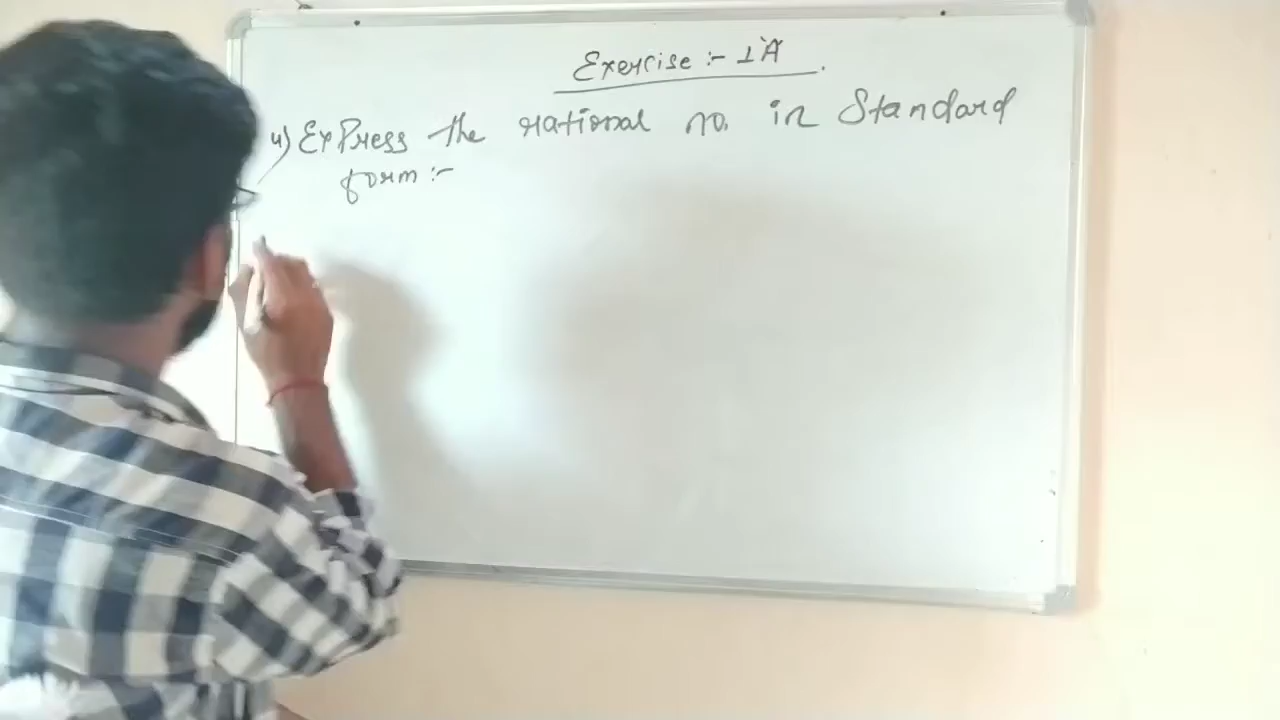 Exercise :- 1A.
4) ExPress the rational no. in Standard
form :-